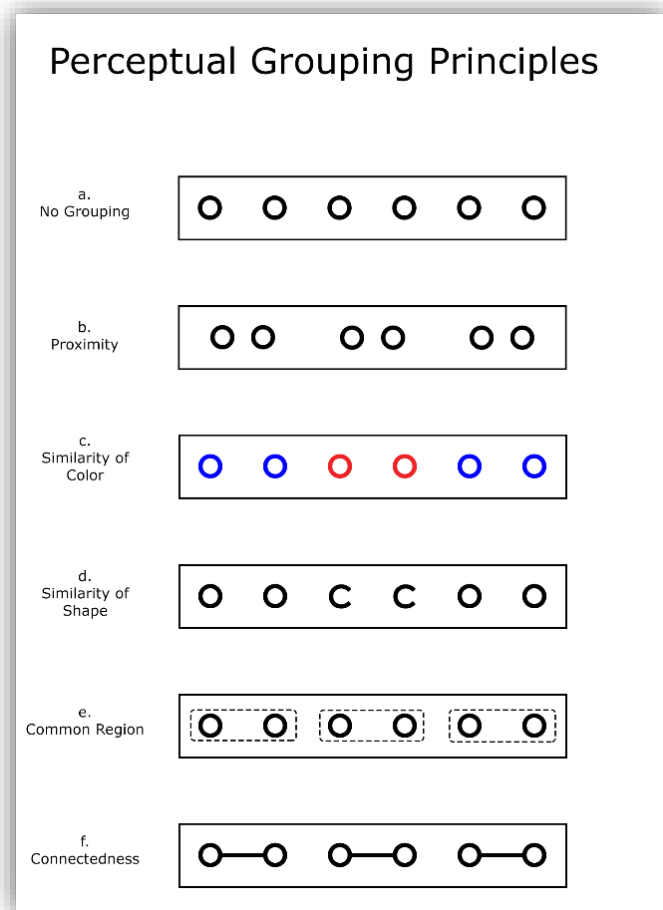 Perceptual Grouping Principles
a.
No Grouping
b.
Proximity
c.
Similarity of
Color
d.
Similarity of
Shape
e.
Common Region
f.
Connectedness